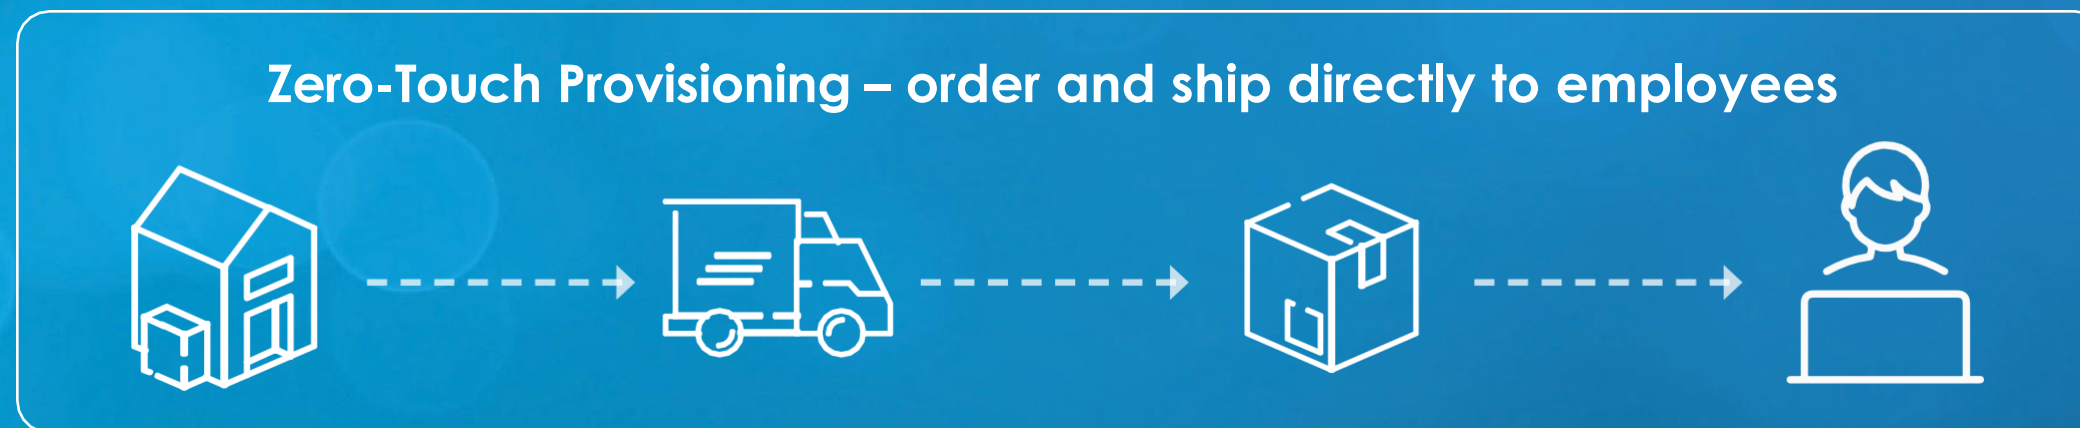 Zero-Touch Provisioning – order and ship directly to employees